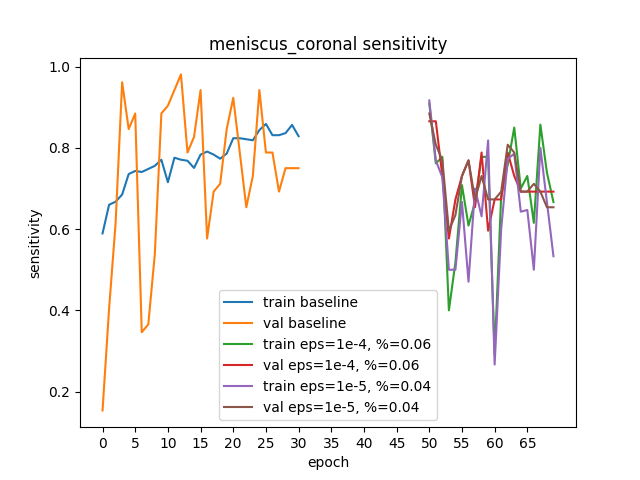 meniscus_coronal sensitivity
1.0
0.8
0.6
0.4
0.2
sensitivity
train baseline
val baseline
train eps=1e-4, %=0.06
val eps=1e-4, %=0.06
train eps=1e-5, %=0.04
val eps=1e-5, %=0.04
0 5 10 15 20 25 30 35 40 45 50 55 60 65
epoch